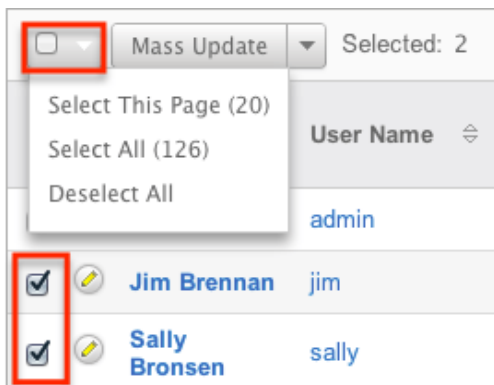 Mass Update
Selected: 2
Select This Page (20)
Select All (126)
Deselect All
User Name
admin
Jim Brennan
jim
Sally
Bronsen
sally